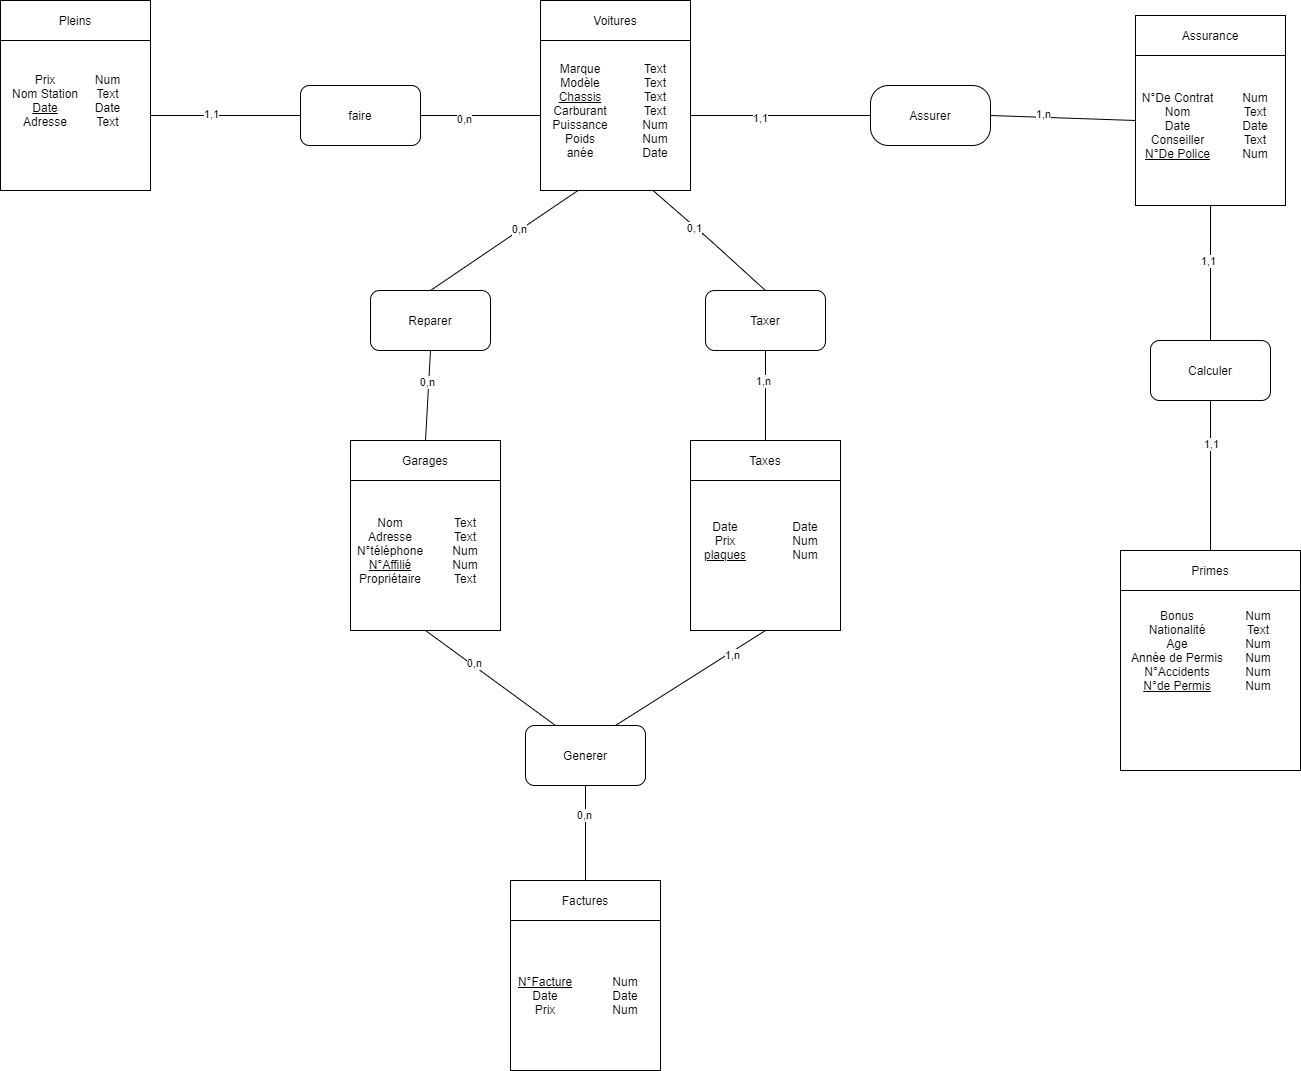 Pleins
Prix Num
Nom Station Text
Date Date
Adresse Text
1,1
faire
0,n
Voitures
Marque Text
Modèle Text
Chassis Text
Carburant Text
Puissance Num
Poids Num
anée Date
1,1
Assurer
1,n
Assurance
N°De Contrat Num
Nom Text
Date Date
Conseiller Text
N°De Police Num
0,n
0,1
1,1
Reparer
Taxer
Calculer
0,n
1,n
1,1
Garages
Nom Text
Adresse Text
N°téléphone Num
N°Affilié Num
Propriétaire Text
Taxes
Date Date
Prix Num
plaques Num
Primes
Bonus Num
Nationalité Text
Age Num
Année de Permis Num
N°Accidents Num
N°de Permis Num
0,n
1,n
Generer
0,n
Factures
N°Facture Num
Date Date
Prix Num